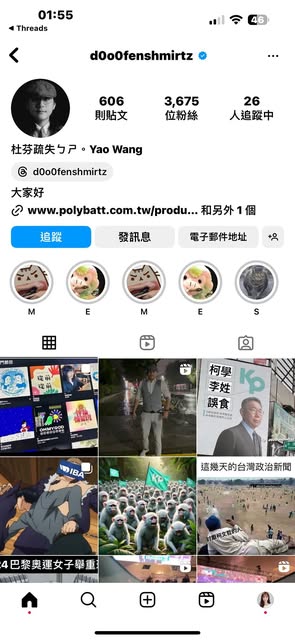 01:55
46
◀ Threads
d0o0fenshmirtz
606
3,675
26
則貼文
位粉絲
人追蹤中
杜芬疏失ㄅㄕ。Yao Wang
d0o0fenshmirtz
大家好
www.polybatt.com.tw/produ... 和另外 1 個
追蹤
發訊息
電子郵件地址
M
E
M
E
S
柯學
李姓
誤食
KP
IBA
這幾天的台灣政治新聞
24巴黎奧運女子舉重